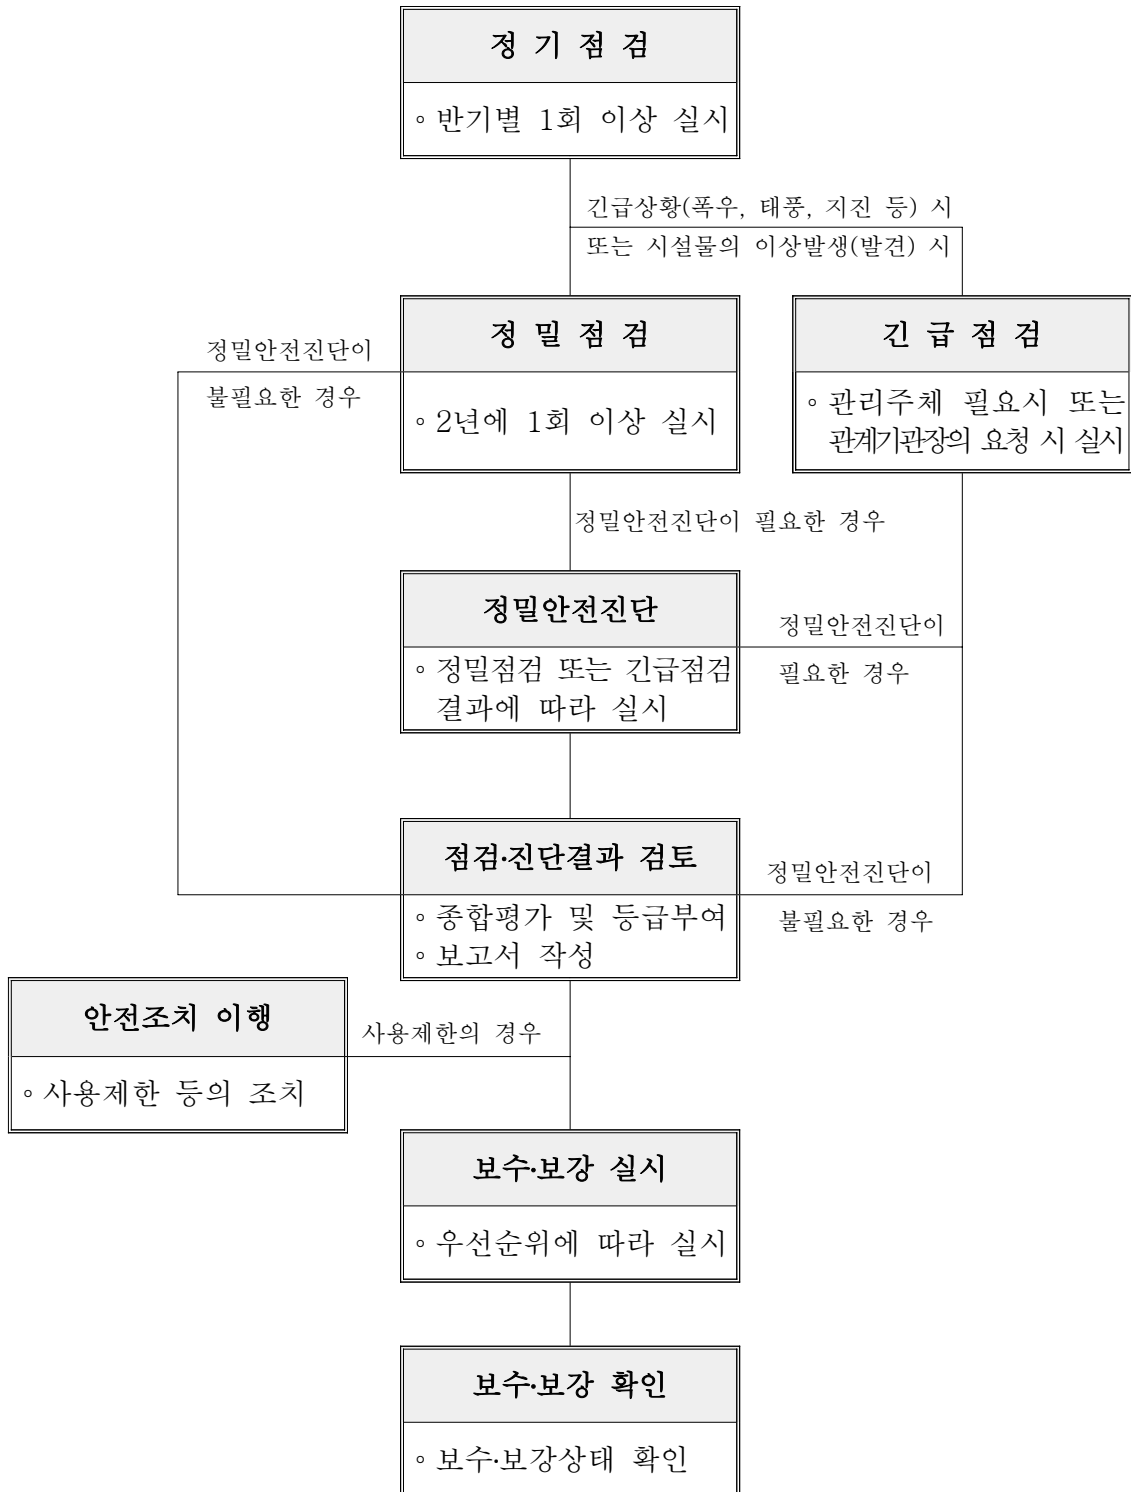 정 기 점 검
◦ 반기별 1회 이상 실시
긴급상황(폭우, 태풍, 지진 등) 시
또는 시설물의 이상발생(발견) 시
정 밀 점 검
◦ 2년에 1회 이상 실시
긴 급 점 검
◦ 관리주체 필요시 또는
관계기관장의 요청 시 실시
정밀안전진단이
불필요한 경우
정밀안전진단이 필요한 경우
정밀안전진단
◦ 정밀점검 또는 긴급점검
결과에 따라 실시
정밀안전진단이
필요한 경우
점검·진단결과 검토
◦ 종합평가 및 등급부여
◦ 보고서 작성
정밀안전진단이
불필요한 경우
안전조치 이행
◦ 사용제한 등의 조치
사용제한의 경우
보수·보강 실시
◦ 우선순위에 따라 실시
보수·보강 확인
◦ 보수·보강상태 확인